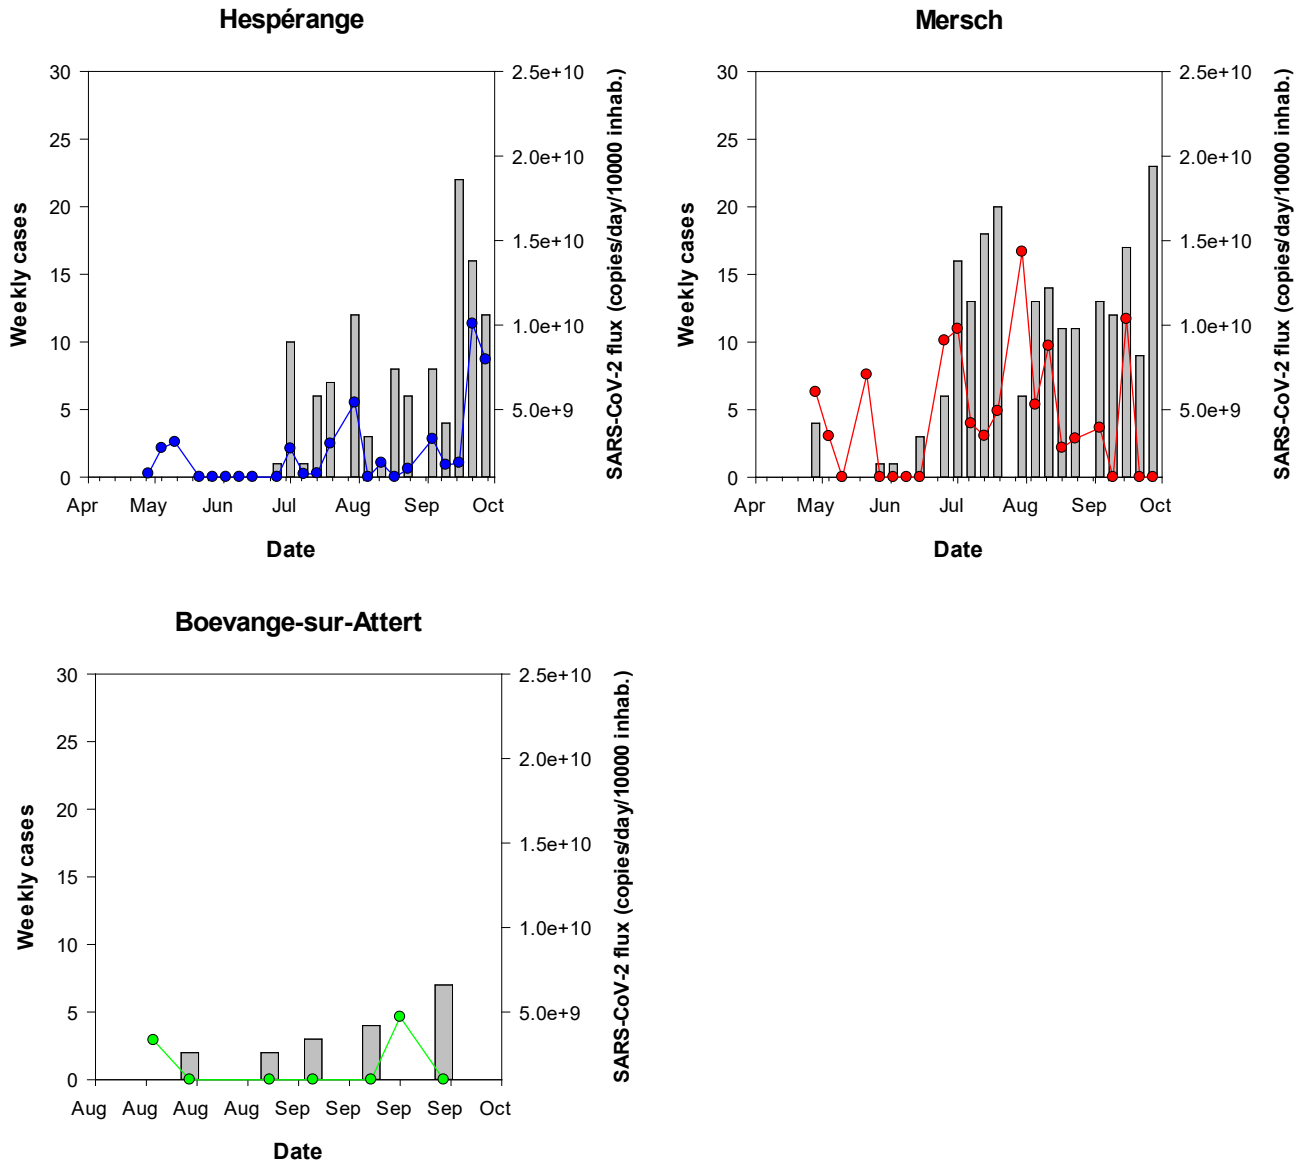 Hespérange
30
25
20
15
10
5
0
Weekly cases
2.5e+10
2.0e+10
1.5e+10
1.0e+10
5.0e+9
SARS-CoV-2 flux (copies/day/10000 inhab.)
Apr May Jun Jul Aug Sep Oct
Date
Mersch
30
25
20
15
10
5
0
Weekly cases
2.5e+10
2.0e+10
1.5e+10
1.0e+10
5.0e+9
SARS-CoV-2 flux (copies/day/10000 inhab.)
Apr May Jun Jul Aug Sep Oct
Date
Boevange-sur-Attert
30
25
20
15
10
5
0
Weekly cases
2.5e+10
2.0e+10
1.5e+10
1.0e+10
5.0e+9
SARS-CoV-2 flux (copies/day/10000 inhab.)
Aug Aug Aug Aug Sep Sep Sep Sep Oct
Date